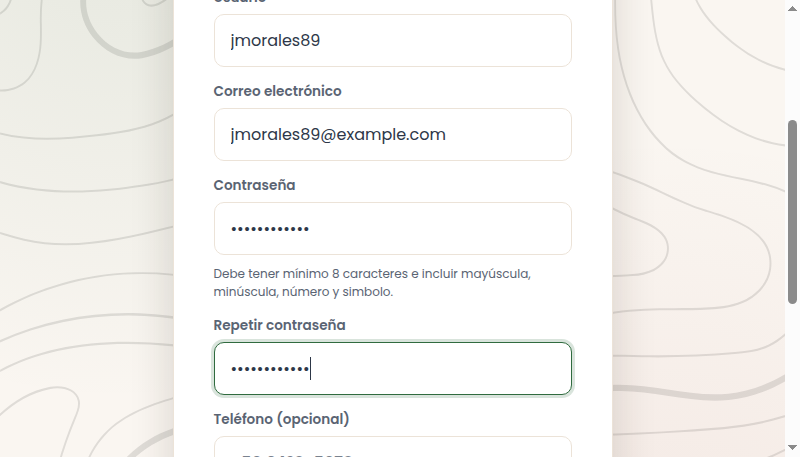 Usuario
jmorales89
Correo electrónico
jmorales89@example.com
Contraseña
••••••••••••
Debe tener mínimo 8 caracteres e incluir mayúscula,
minúscula, número y simbolo.
Repetir contraseña
••••••••••••
Teléfono (opcional)